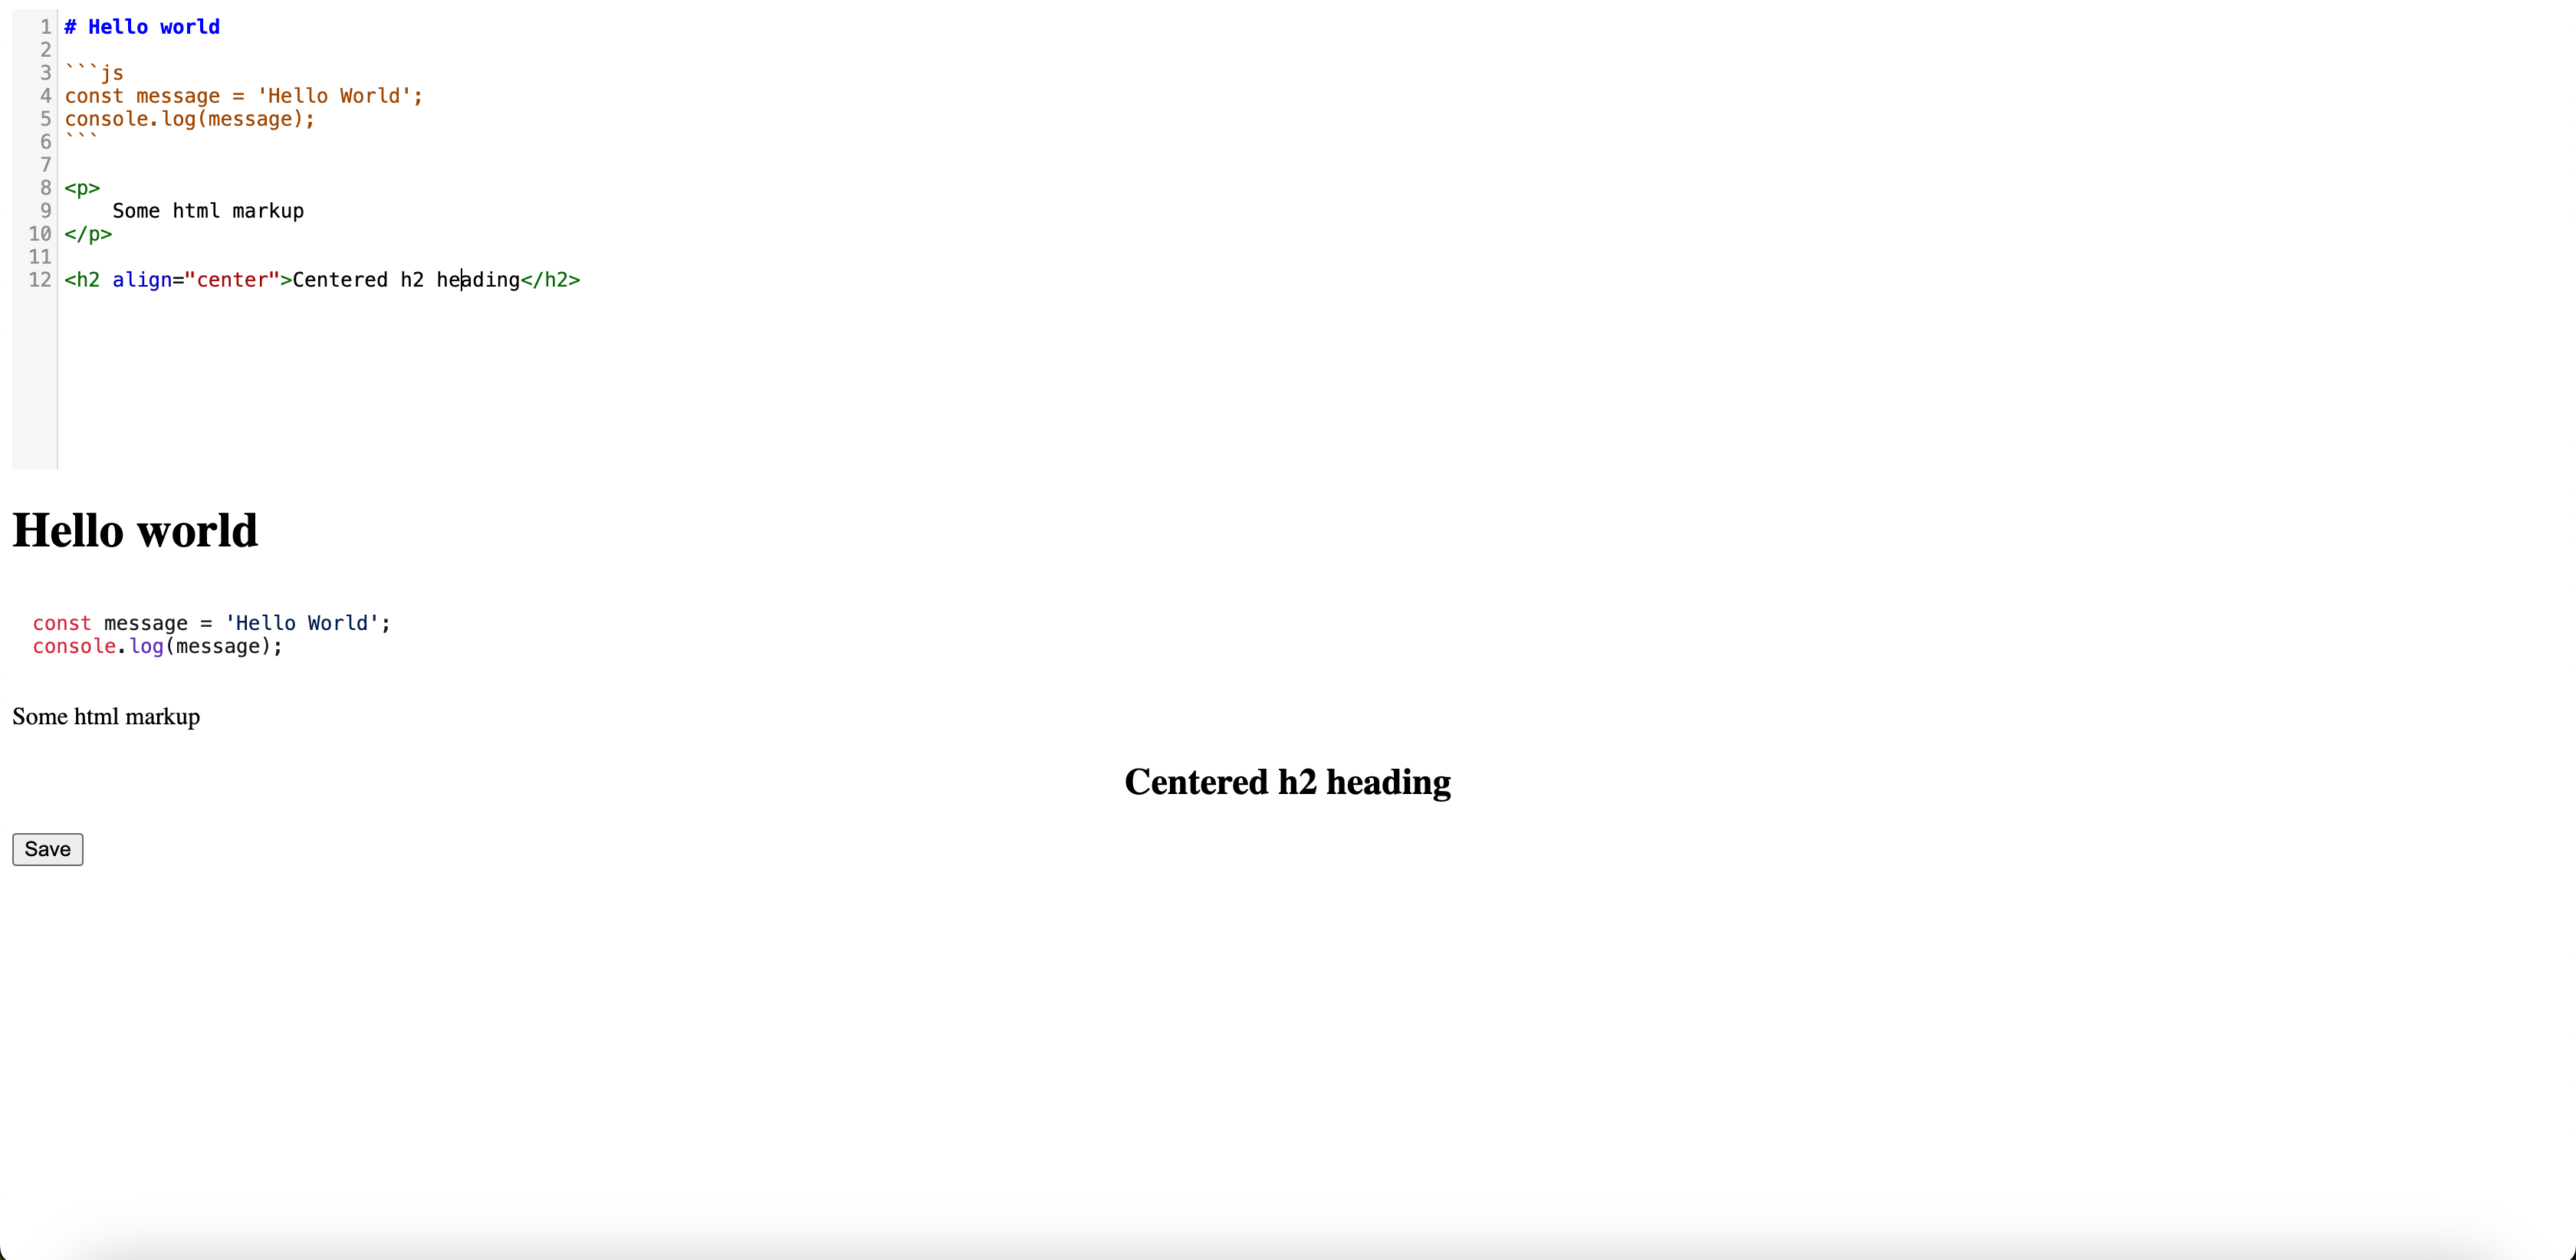 1 # Hello world
2
3 ```js
4 const message = 'Hello World';
5 console.log(message);
6 ```
7
8 <p>
9     Some html markup
10 </p>
11
12 <h2 align="center">Centered h2 heading</h2>
Hello world
const message = 'Hello World';
console.log(message);
Some html markup
Centered h2 heading
Save